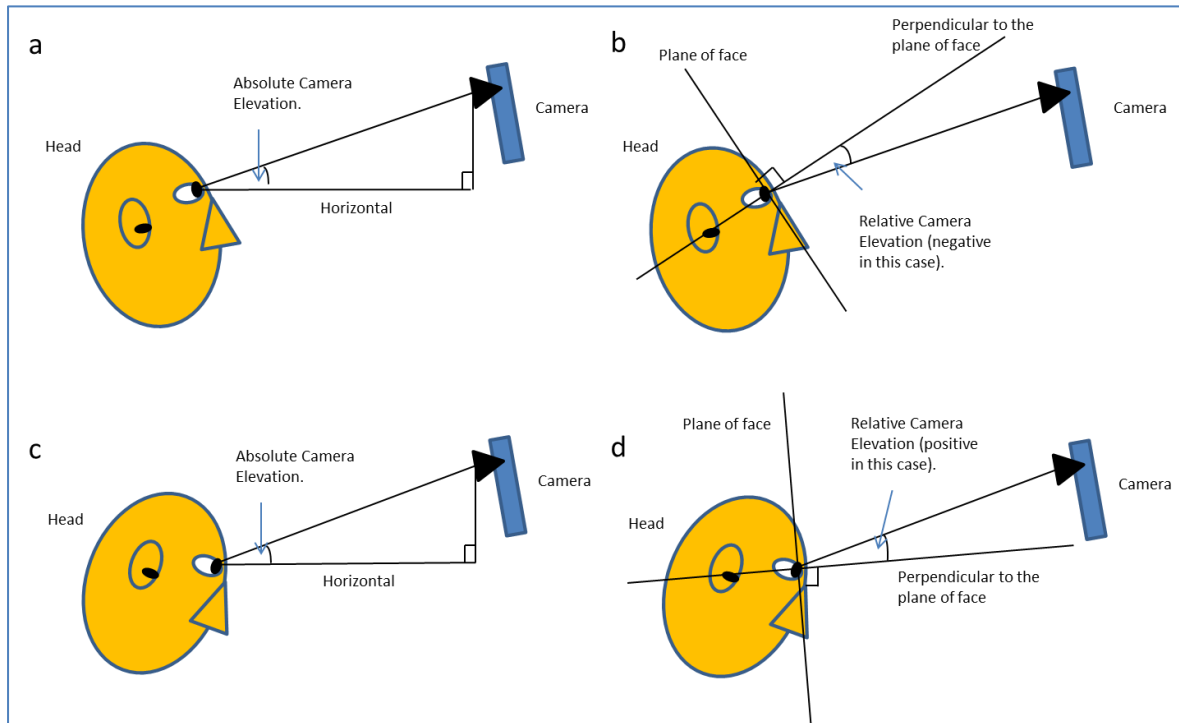 a
Absolute Camera
Elevation.
Head
Camera
Horizontal
b
Perpendicular to the
plane of face
Plane of face
Head
Camera
Relative Camera
Elevation (negative
in this case).
c
Absolute Camera
Elevation.
Head
Camera
Horizontal
d
Plane of face
Relative Camera
Elevation (positive
in this case).
Head
Camera
Perpendicular to the
plane of face